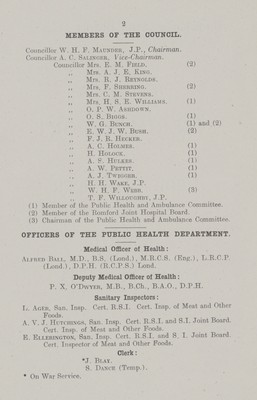 2
MEMBERS OF THE COUNCIL.
Councillor W. H. F. Maunder, J.P., Chairman.
Councillor A. C. Salinger, Vice-Chairman.
Councillor Mrs. E. M. Field. (2)
,, Mrs. A. J. E. King.
,, Mrs. R. J. Reynolds.
,, Mrs. F. Sheering. (2)
,, Mrs. C. M. Stevens.
,, Mrs. H. S. E. Williams. (1)
,, O. P. W. Ashdown.
,, O. S. Biggs. (1)
,, W. G. Bunch. (1) and (2)
,, E. W. J. W. Bush. (2)
,, F. J. R. Hecker.
,, A. C. Holmes. (1)
,, H. Holock. (1)
,, A. S. Hulkes. (1)
,, A. W. Pettit. (1)
,, A. J. Twigger. (1)
,, H. H. Wake, J.P.
,, W. H. F. Webb. (3)
,, T. F. Willoughby, J.P.
(1) Member of the Public Health and Ambulance Committee.
(2) Member of the Romford Joint Hospital Board.
(3) Chairman of the Public Health and Ambulance Committee.
OFFICERS OF THE PUBLIC HEALTH DEPARTMENT.
Medical Officer of Health:
Alfred Ball, M.D., B.S. (Lond.), M.R.C.S. (Eng.), L.R.C.P.
(Lond.), D.P.H. (R.C.P.S.) Lond.
Deputy Medical Officer of Health:
P. X. O'Dwyer, M.B., B.Ch., B.A.O., D.P.H.
Sanitary Inspectors:
L. Ager, San. Insp. Cert. R.S.I. Cert. Insp. of Meat and Other
Foods.
A. V. J. Hutchings, San. Insp. Cert. R.S.I. and S.I. Joint Board.
Cert. Insp. of Meat and Other Foods.
E. Ellerington, San. Insp. Cert. R.S.I. and S. I. Joint Board.
Cert. Inspector of Meat and Other Foods.
Clerk:
*J. Blay.
S. Dance (Temp.).
* On War Service.